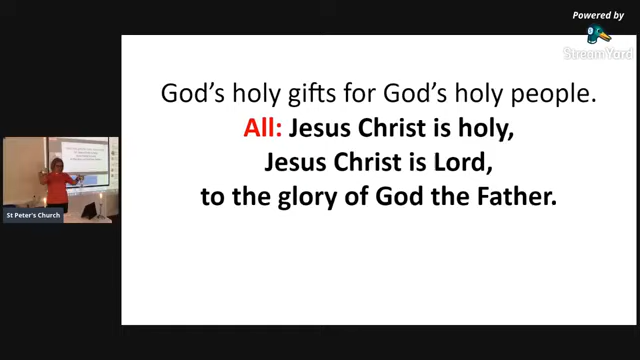 Powered by
StreamYard
God's holy gifts for God's holy people.
All: Jesus Christ is holy,
Jesus Christ is Lord,
to the glory of God the Father.
St Peter's Church